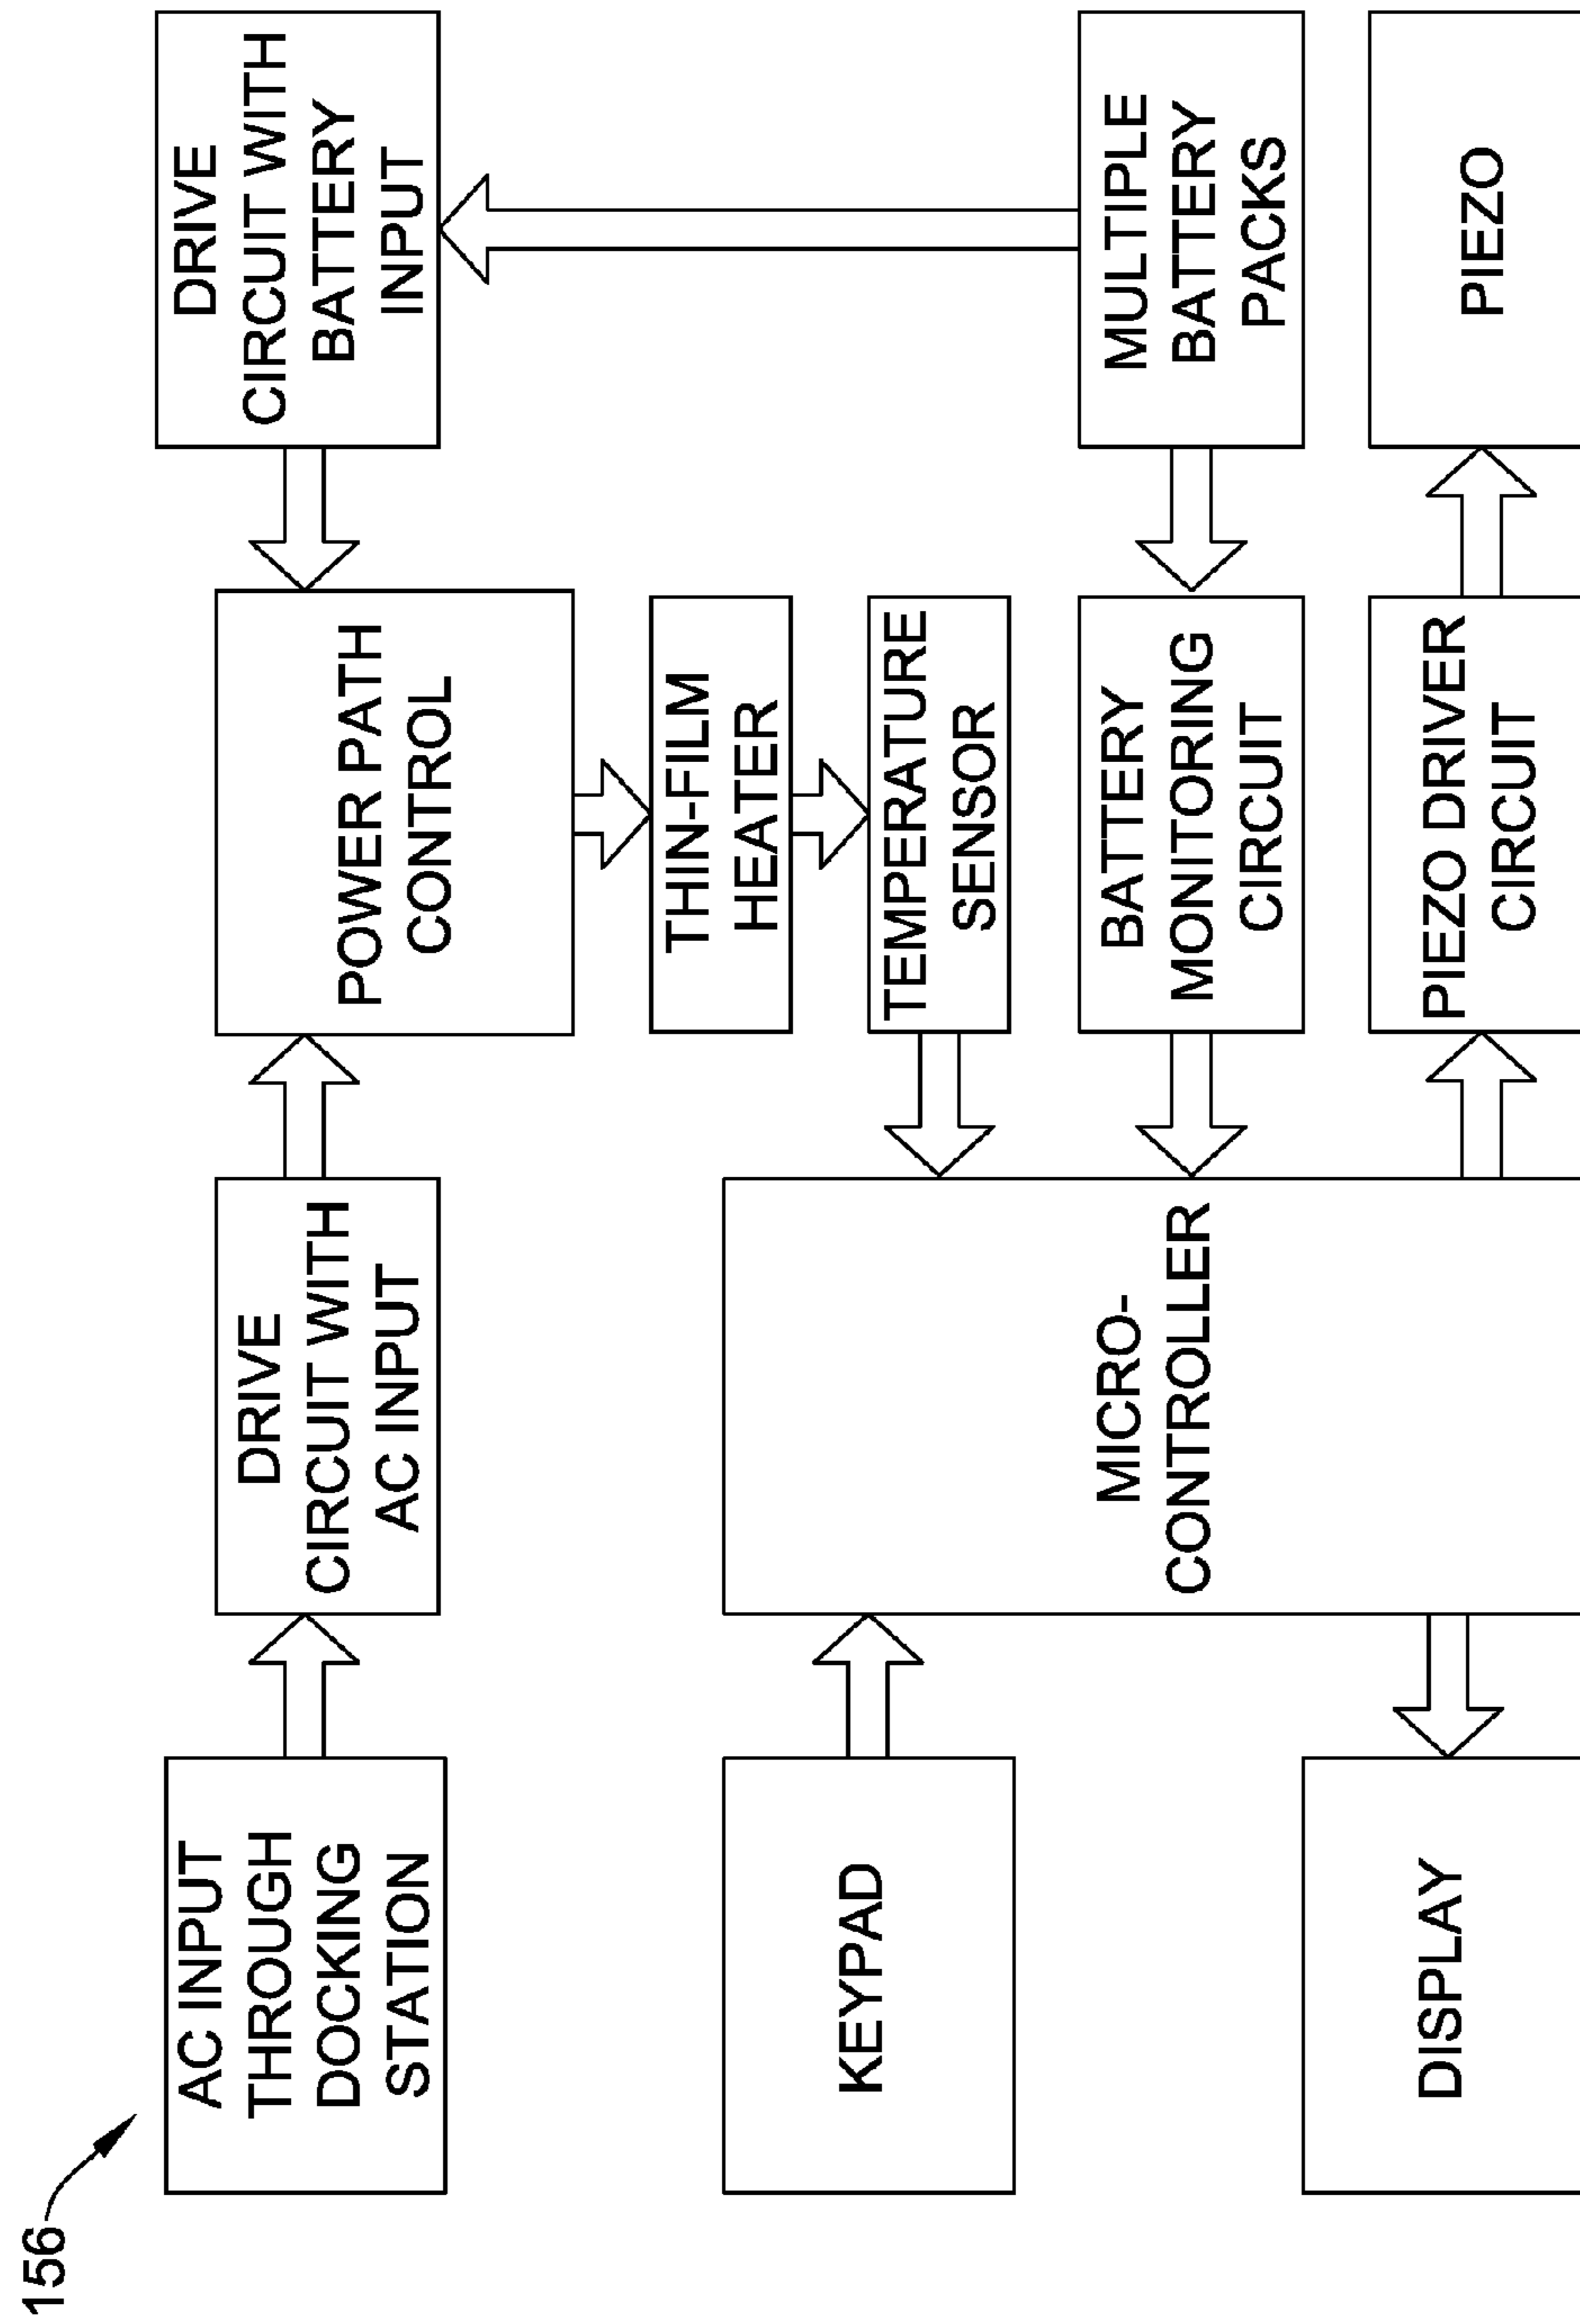 156
AC INPUT
THROUGH
DOCKING
STATION
DRIVE
CIRCUIT WITH
AC INPUT
POWER PATH
CONTROL
DRIVE
CIRCUIT WITH
BATTERY
INPUT
THIN-FILM
HEATER
TEMPERATURE
SENSOR
KEYPAD
MICRO-
CONTROLLER
BATTERY
MONITORING
CIRCUIT
MULTIPLE
BATTERY
PACKS
DISPLAY
PIEZO DRIVER
CIRCUIT
PIEZO